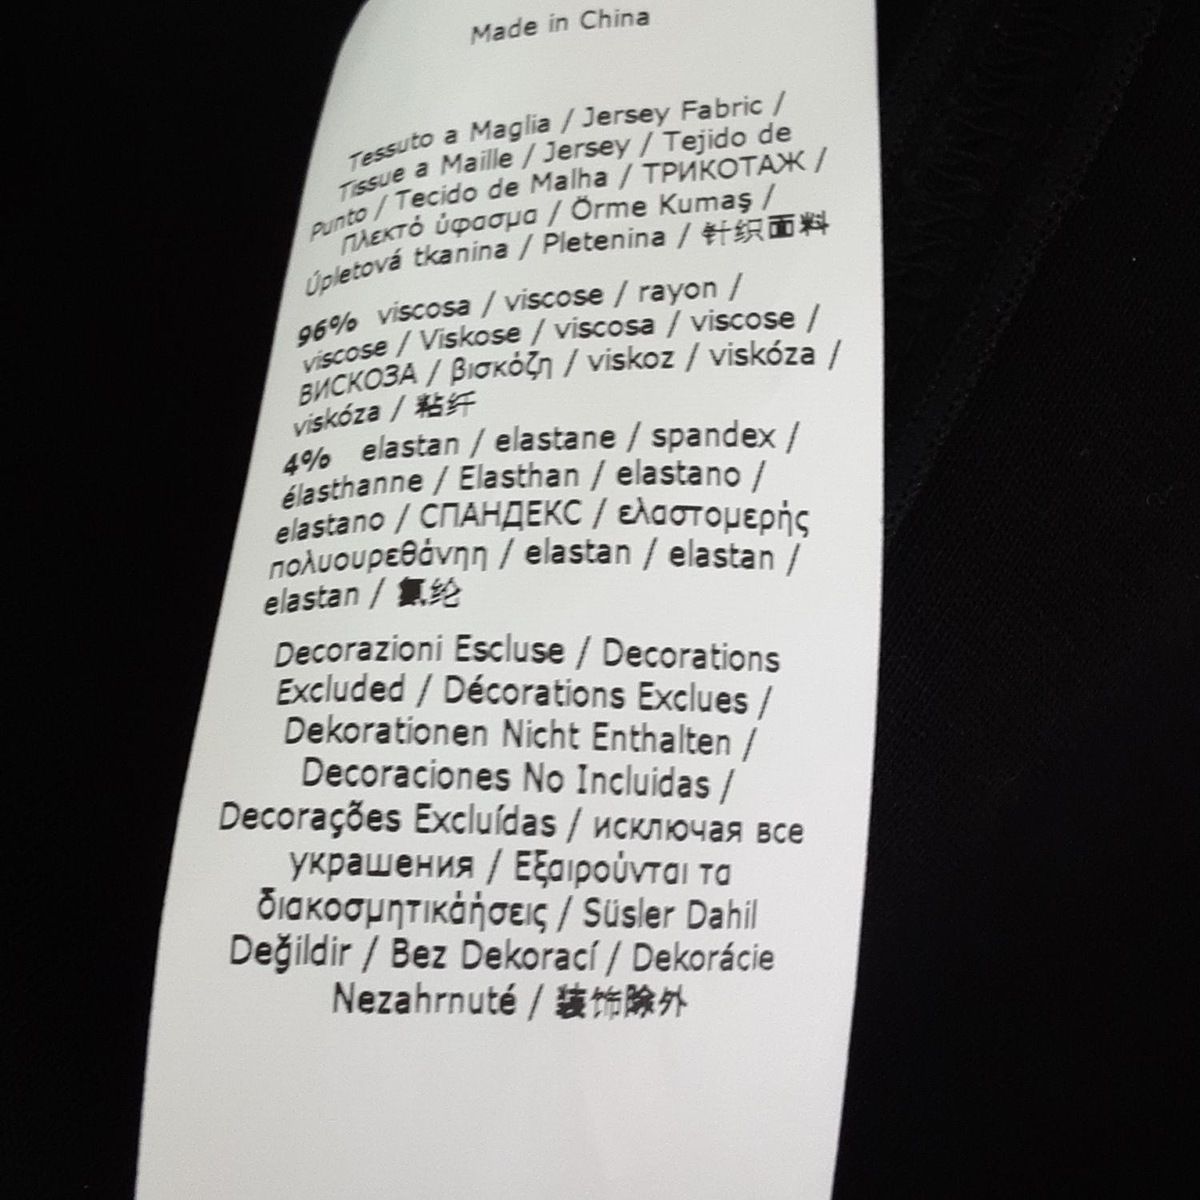 Made in China
Tessuto a Maglia / Jersey Fabric /
Tissue a Maille / Jersey / Tejido de
Punto / Tecido de Malha / ТРИКОТАЖ /
Πλεκτό ύφασμα / Örme Kumaş /
Úpletová tkanina / Pletenina / 针织面料
96% viscosa / viscose / rayon /
viscose / Viskose / viscosa / viscose /
ВИСКОЗА / βισκόζη / viskoz / viskóza /
viskóza / 粘纤
4% elastan / elastane / spandex /
élasthanne / Elasthan / elastano /
elastano / СПАНДЕКС / ελαστομερής
πολυουρεθάνηη / elastan / elastan /
elastan / 氨纶
Decorazioni Escluse / Decorations
Excluded / Décorations Exclues /
Dekorationen Nicht Enthalten /
Decoraciones No Incluidas /
Decorações Excluídas / исключая все
украшения / Εξαιρούνται τα
διακοσμητικάήσεις / Süsler Dahil
Değildir / Bez Dekorací / Dekorácie
Nezahrnuté / 装饰除外